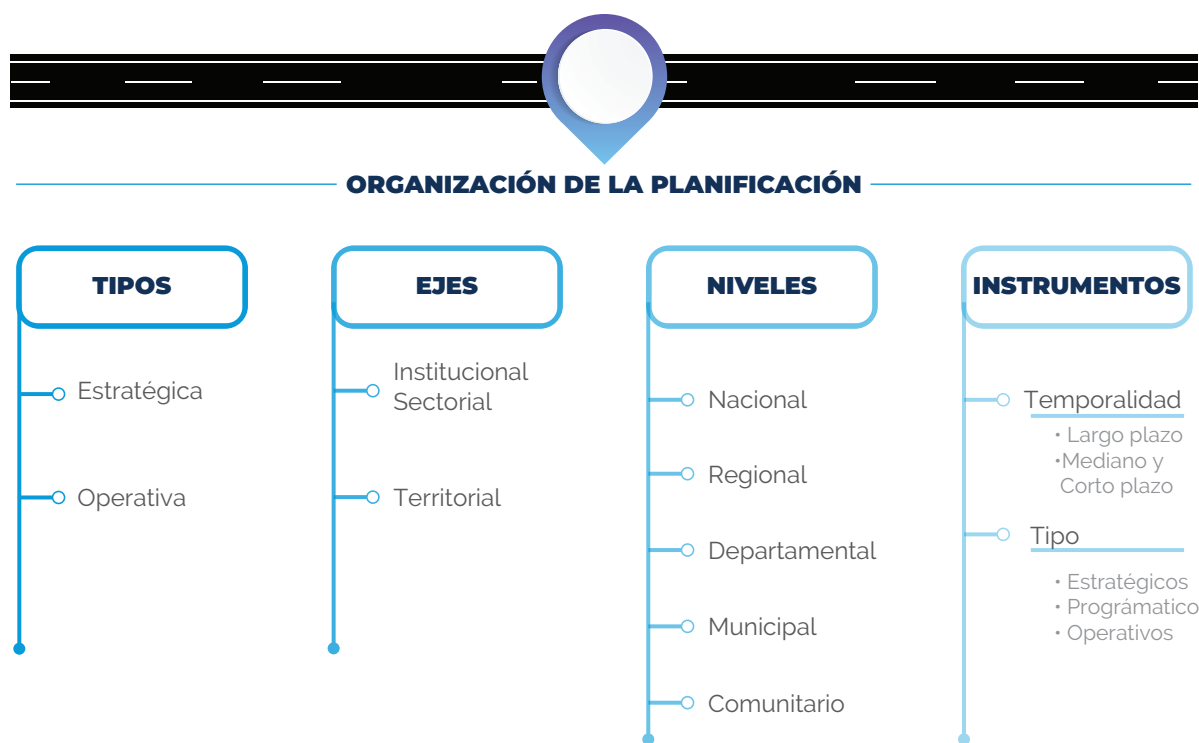 ORGANIZACIÓN DE LA PLANIFICACIÓN
TIPOS
Estratégica
Operativa
EJES
Institucional
Sectorial
Territorial
NIVELES
Nacional
Regional
Departamental
Municipal
Comunitario
INSTRUMENTOS
Temporalidad
• Largo plazo
•Mediano y
Corto plazo
Tipo
• Estratégicos
• Prográmatico
• Operativos